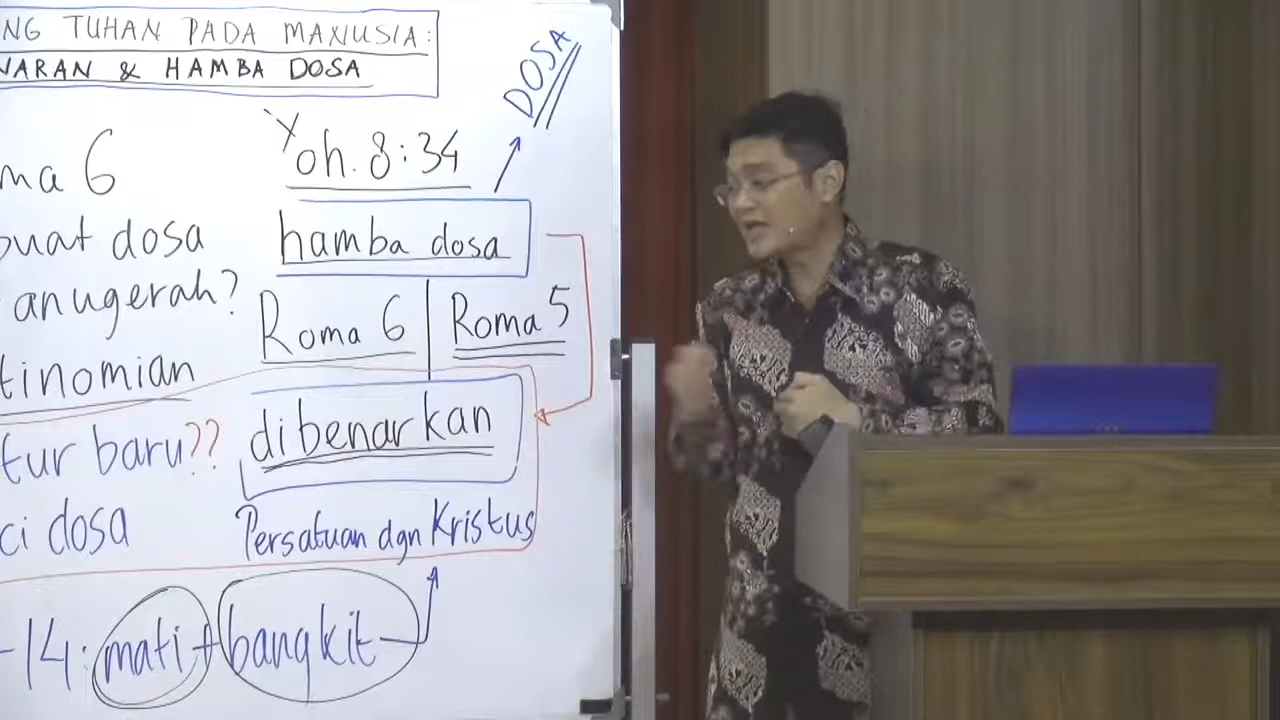 NG TUHAN PADA MANUSIA:
NARAN & HAMBA DOSA
DOSA
ma 6
Yoh. 8:34
buat dosa
hamba dosa
anugerah?
Roma 6
Roma 5
tinomian
dibenarkan
tur baru??
ci dosa
Persatuan dgn Kristus
-14: mati + bangkit